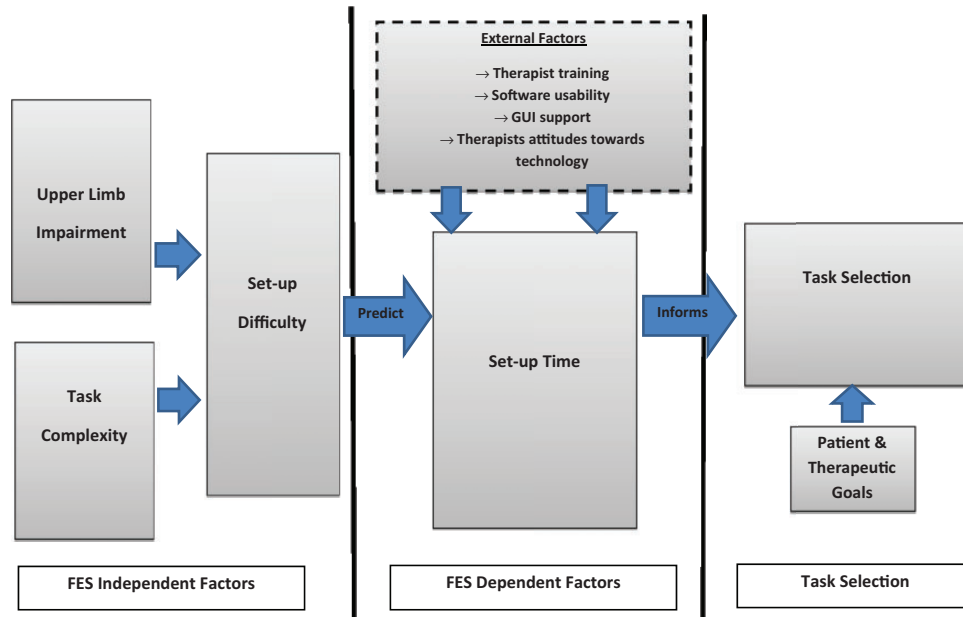 External Factors
→ Therapist training
→ Software usability
→ GUI support
→ Therapists attitudes towards
technology
Upper Limb
Impairment
Task
Complexity
Set-up
Difficulty
Predict
Set-up Time
Informs
Task Selection
Patient &
Therapeutic
Goals
FES Independent Factors
FES Dependent Factors
Task Selection